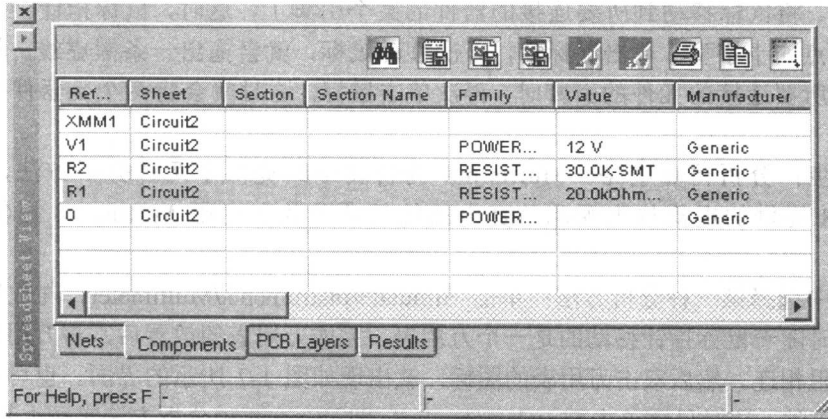 Ref... Sheet Section Section Name Family Value Manufacturer
XMM1 Circuit2
V1 Circuit2 POWER... 12 V Generic
R2 Circuit2 RESIST... 30.0K-SMT Generic
R1 Circuit2 RESIST... 20.0kOhm... Generic
0 Circuit2 POWER... Generic
Spreadsheet View
Nets Components PCB Layers Results
For Help, press F - - -